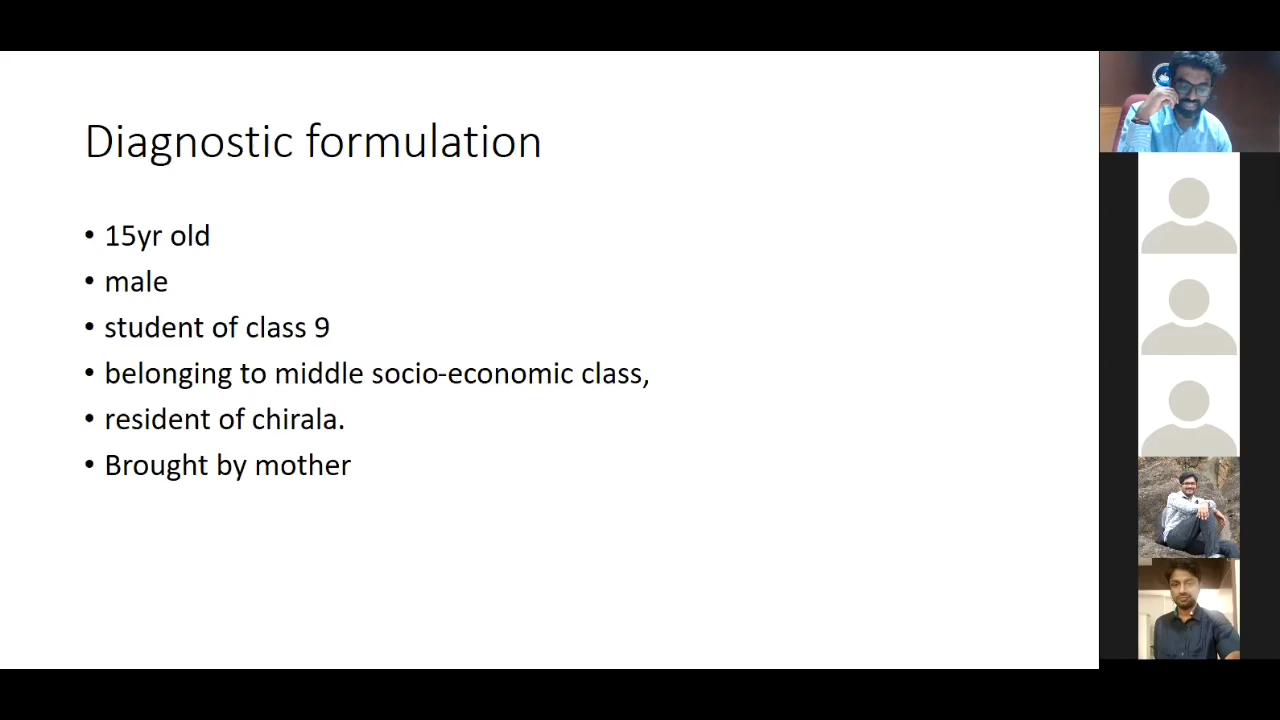 Diagnostic formulation
• 15yr old
• male
• student of class 9
• belonging to middle socio-economic class,
• resident of chirala.
• Brought by mother